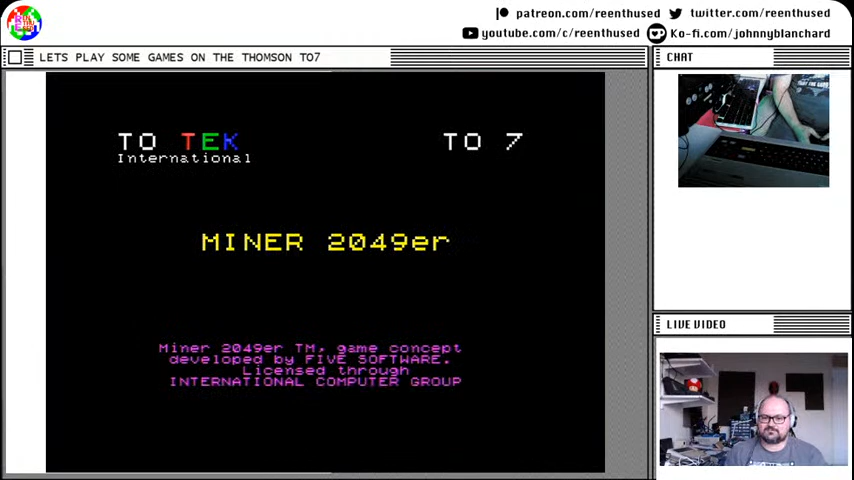 patreon.com/reenthused
twitter.com/reenthused
youtube.com/c/reenthused
Ko-fi.com/johnnyblanchard
LETS PLAY SOME GAMES ON THE THOMSON TO7
CHAT
TO TEK
International
TO 7
MINER 2049er
Miner 2049er TM, game concept
developed by FIVE SOFTWARE.
Licensed through
INTERNATIONAL COMPUTER GROUP
LIVE VIDEO